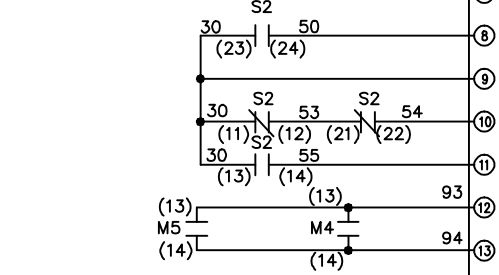 S2
30 50 8
(23) (24)
9
S2 S2
30 53 54 10
(11) (12) (21) (22)
S2
30 55 11
(13) (14)
(13) (13) 93 12
M5 M4
(14) (14) 94 13